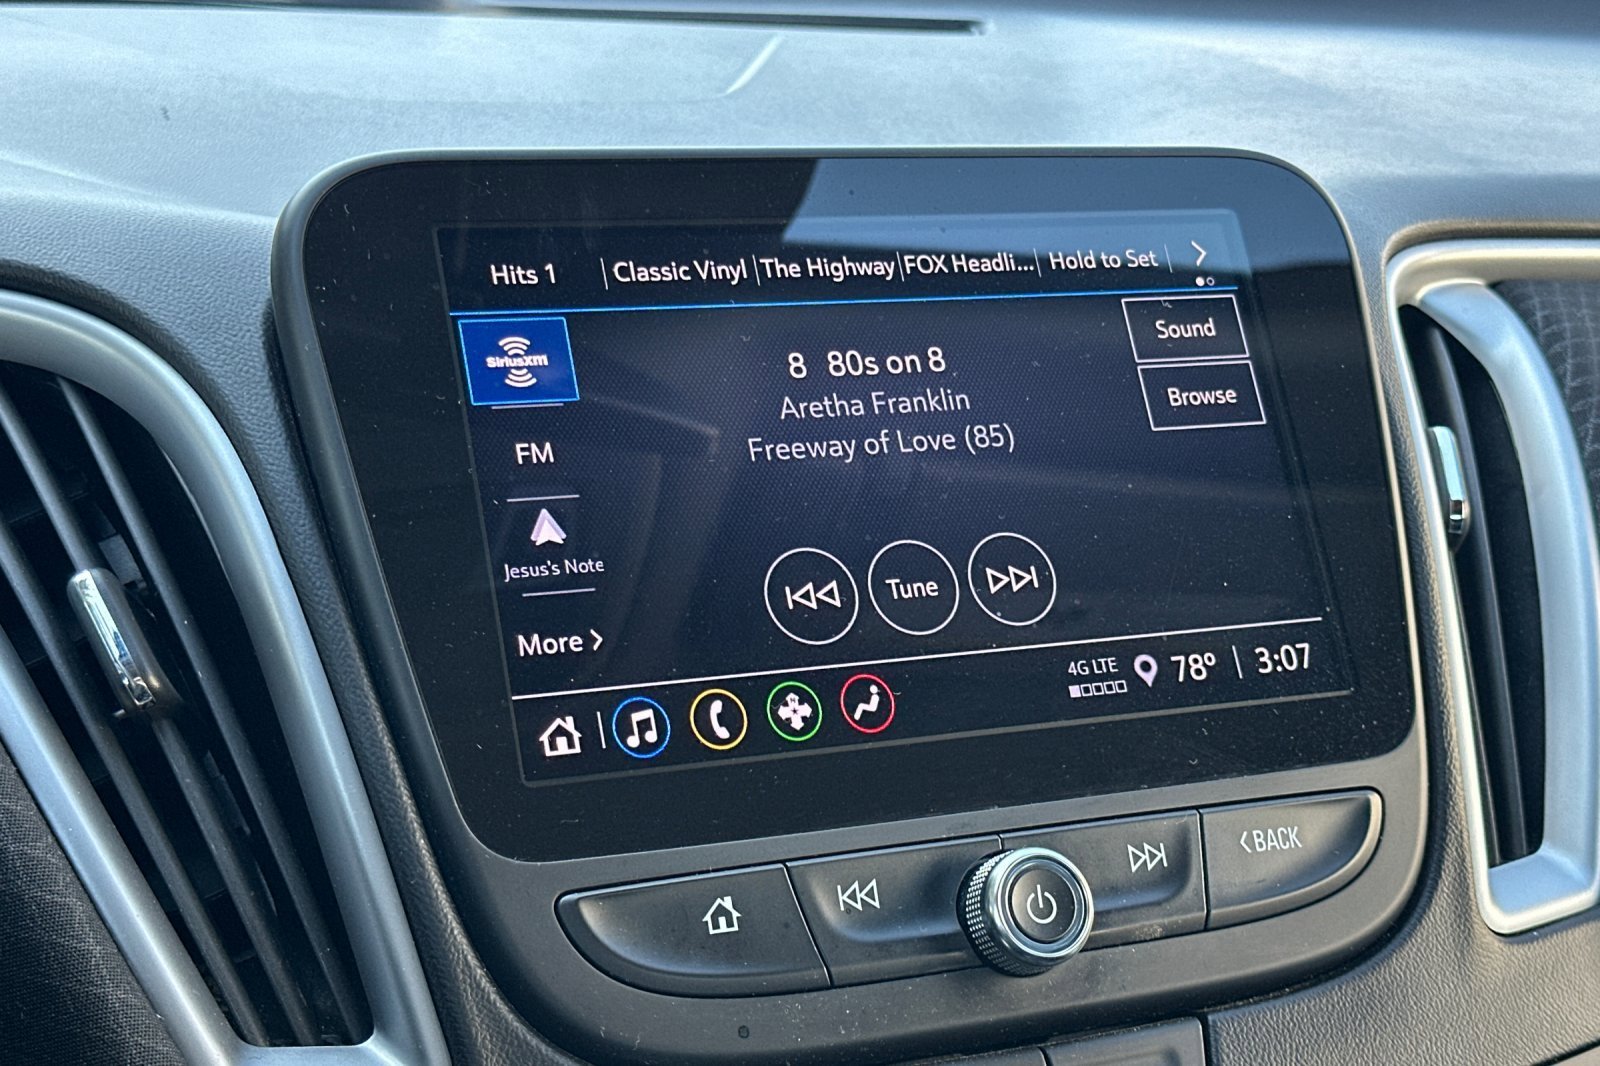 Hits 1 | Classic Vinyl | The Highway | FOX Headli... | Hold to Set
SiriusXM
8 80s on 8
Sound
Aretha Franklin
Browse
Freeway of Love (85)
FM
Jesus's Note
Tune
More
4G LTE 78° | 3:07
BACK